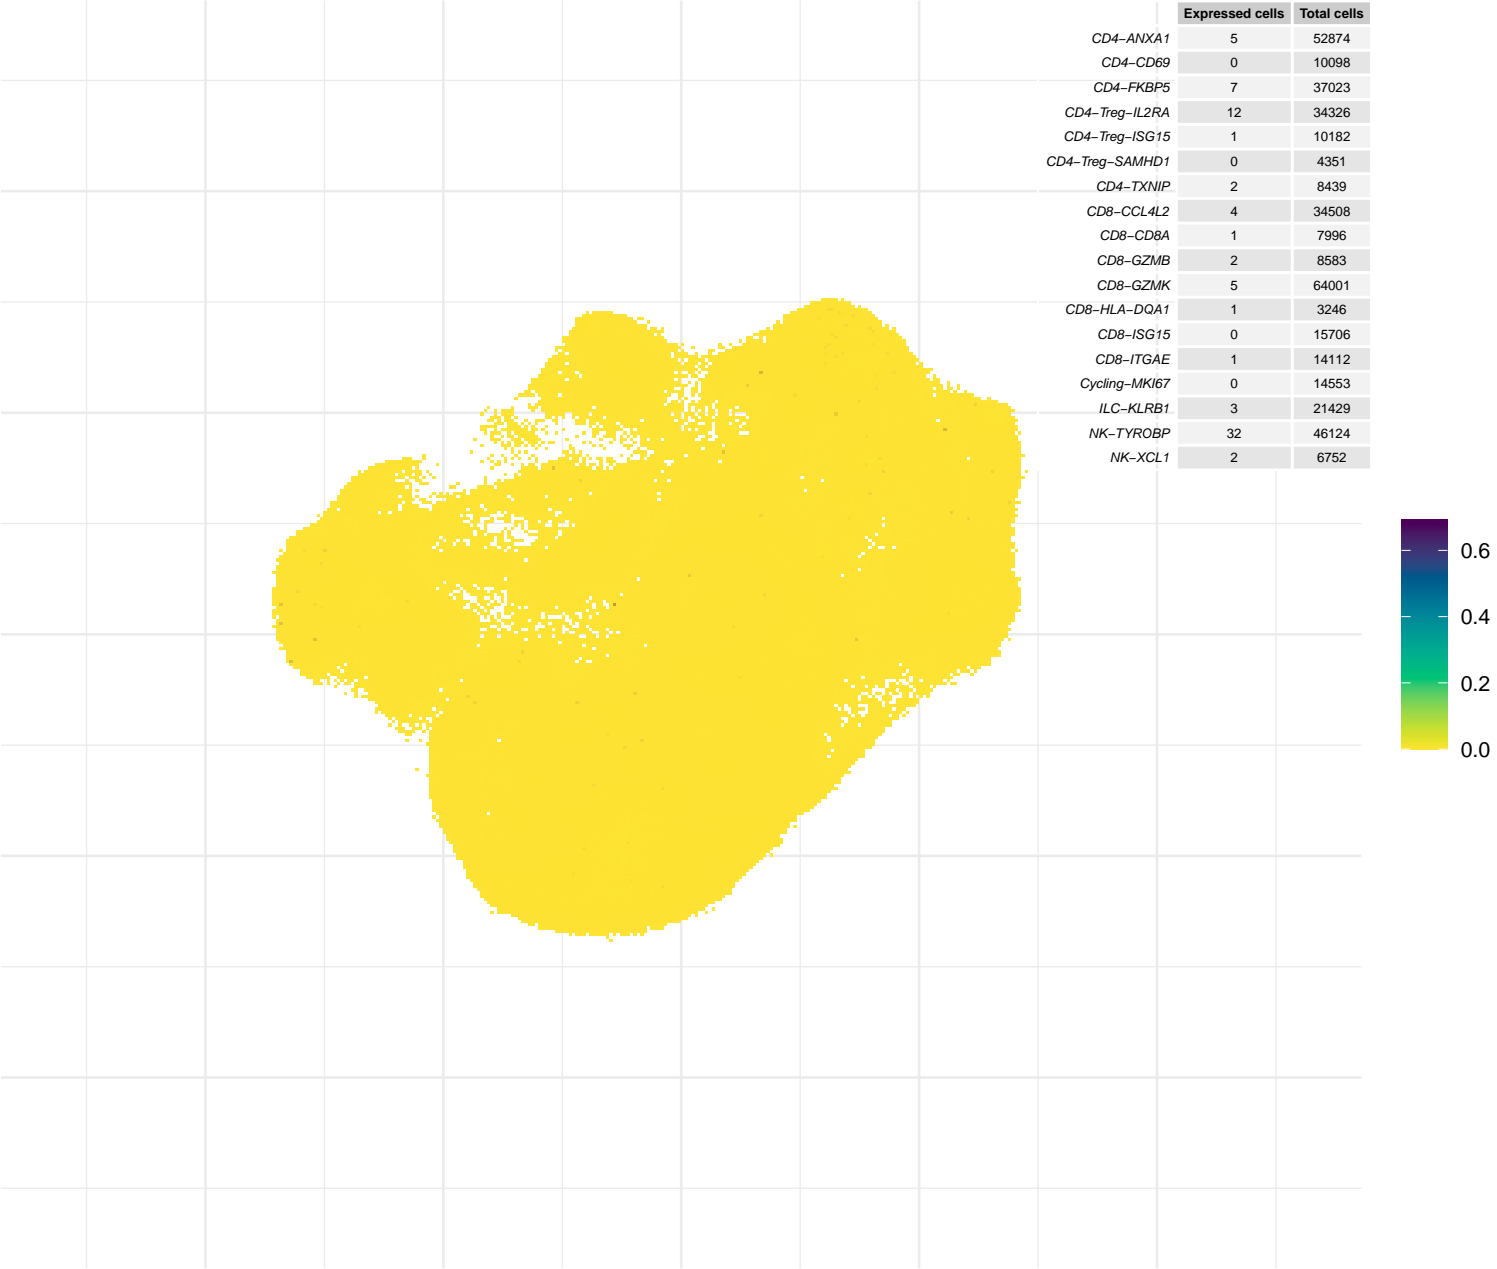 Expressed cells Total cells
CD4−ANXA1 5 52874
CD4−CD69 0 10098
CD4−FKBP5 7 37023
CD4−Treg−IL2RA 12 34326
CD4−Treg−ISG15 1 10182
CD4−Treg−SAMHD1 0 4351
CD4−TXNIP 2 8439
CD8−CCL4L2 4 34508
CD8−CD8A 1 7996
CD8−GZMB 2 8583
CD8−GZMK 5 64001
CD8−HLA−DQA1 1 3246
CD8−ISG15 0 15706
CD8−ITGAE 1 14112
Cycling−MKI67 0 14553
ILC−KLRB1 3 21429
NK−TYROBP 32 46124
NK−XCL1 2 6752
0.6
0.4
0.2
0.0